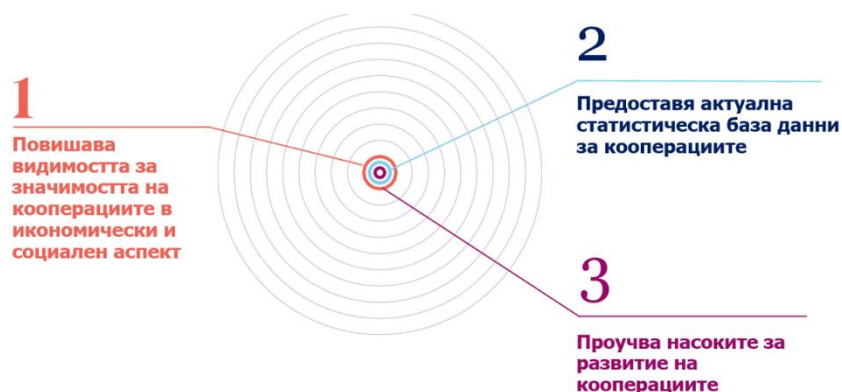 1
Повишава
видимостта за
значимостта на
кооперациите в
икономически и
социален аспект
2
Предоставя актуална
статистическа база данни
за кооперациите
3
Проучва насоките за
развитие на
кооперациите